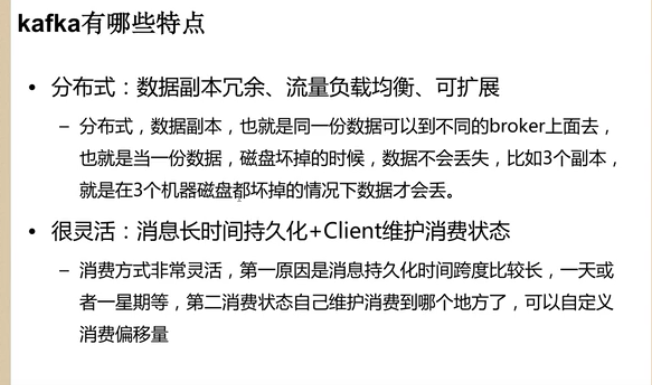 kafka有哪些特点
• 分布式：数据副本冗余、流量负载均衡、可扩展
– 分布式，数据副本，也就是同一份数据可以到不同的broker上面去，
也就是当一份数据，磁盘坏掉的时候，数据不会丢失，比如3个副本，
就是在3个机器磁盘都坏掉的情况下数据才会丢。
• 很灵活：消息长时间持久化+Client维护消费状态
– 消费方式非常灵活，第一原因是消息持久化时间跨度比较长，一天或
者一星期等，第二消费状态自己维护消费到哪个地方了，可以自定义
消费偏移量